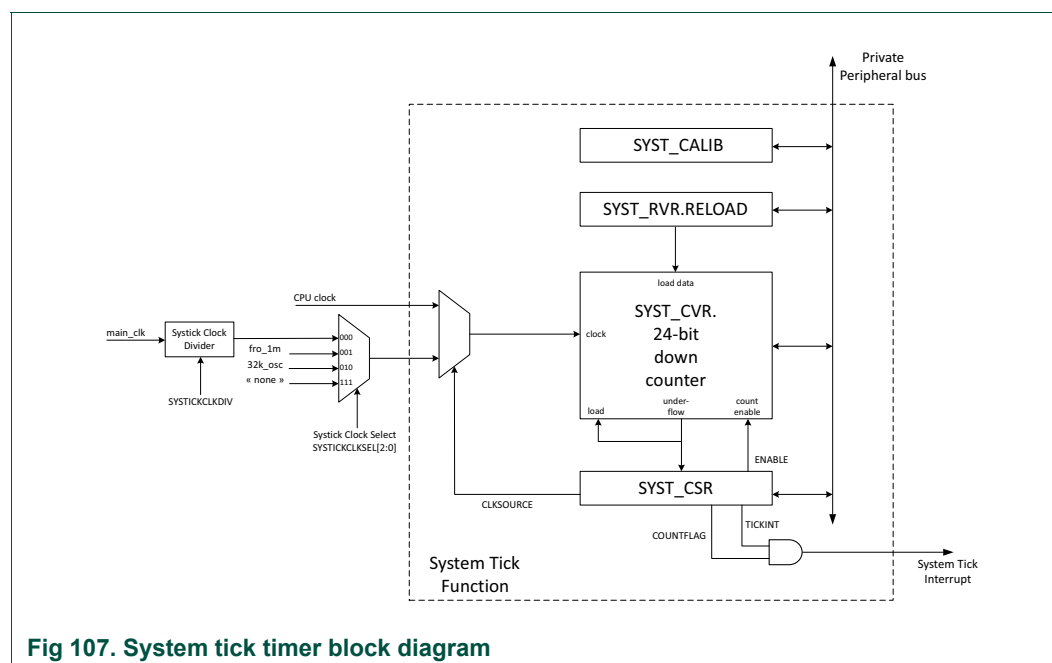 Private
Peripheral bus
SYST_CALIB
SYST_RVR.RELOAD
load data
CPU clock
SYST_CVR.
24-bit
down
counter
clock
main_clk
Systick Clock
Divider
000
fro_1m
001
32k_osc
010
« none »
111
SYSTICKCLKDIV
Systick Clock Select
SYSTICKCLKSEL[2:0]
load
under-
flow
count
enable
ENABLE
SYST_CSR
CLKSOURCE
COUNTFLAG
TICKINT
System Tick
Function
System Tick
Interrupt
Fig 107. System tick timer block diagram